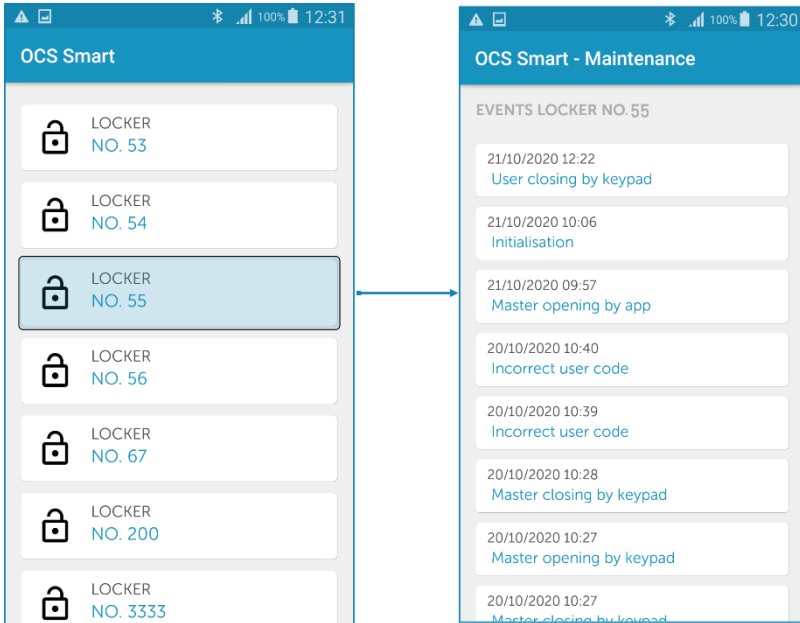 100% 12:31
OCS Smart
LOCKER
NO. 53
LOCKER
NO. 54
LOCKER
NO. 55
LOCKER
NO. 56
LOCKER
NO. 67
LOCKER
NO. 200
LOCKER
NO. 3333
100% 12:30
OCS Smart - Maintenance
EVENTS LOCKER NO. 55
21/10/2020 12:22
User closing by keypad
21/10/2020 10:06
Initialisation
21/10/2020 09:57
Master opening by app
20/10/2020 10:40
Incorrect user code
20/10/2020 10:39
Incorrect user code
20/10/2020 10:28
Master closing by keypad
20/10/2020 10:27
Master opening by keypad
20/10/2020 10:27
Master closing by keypad